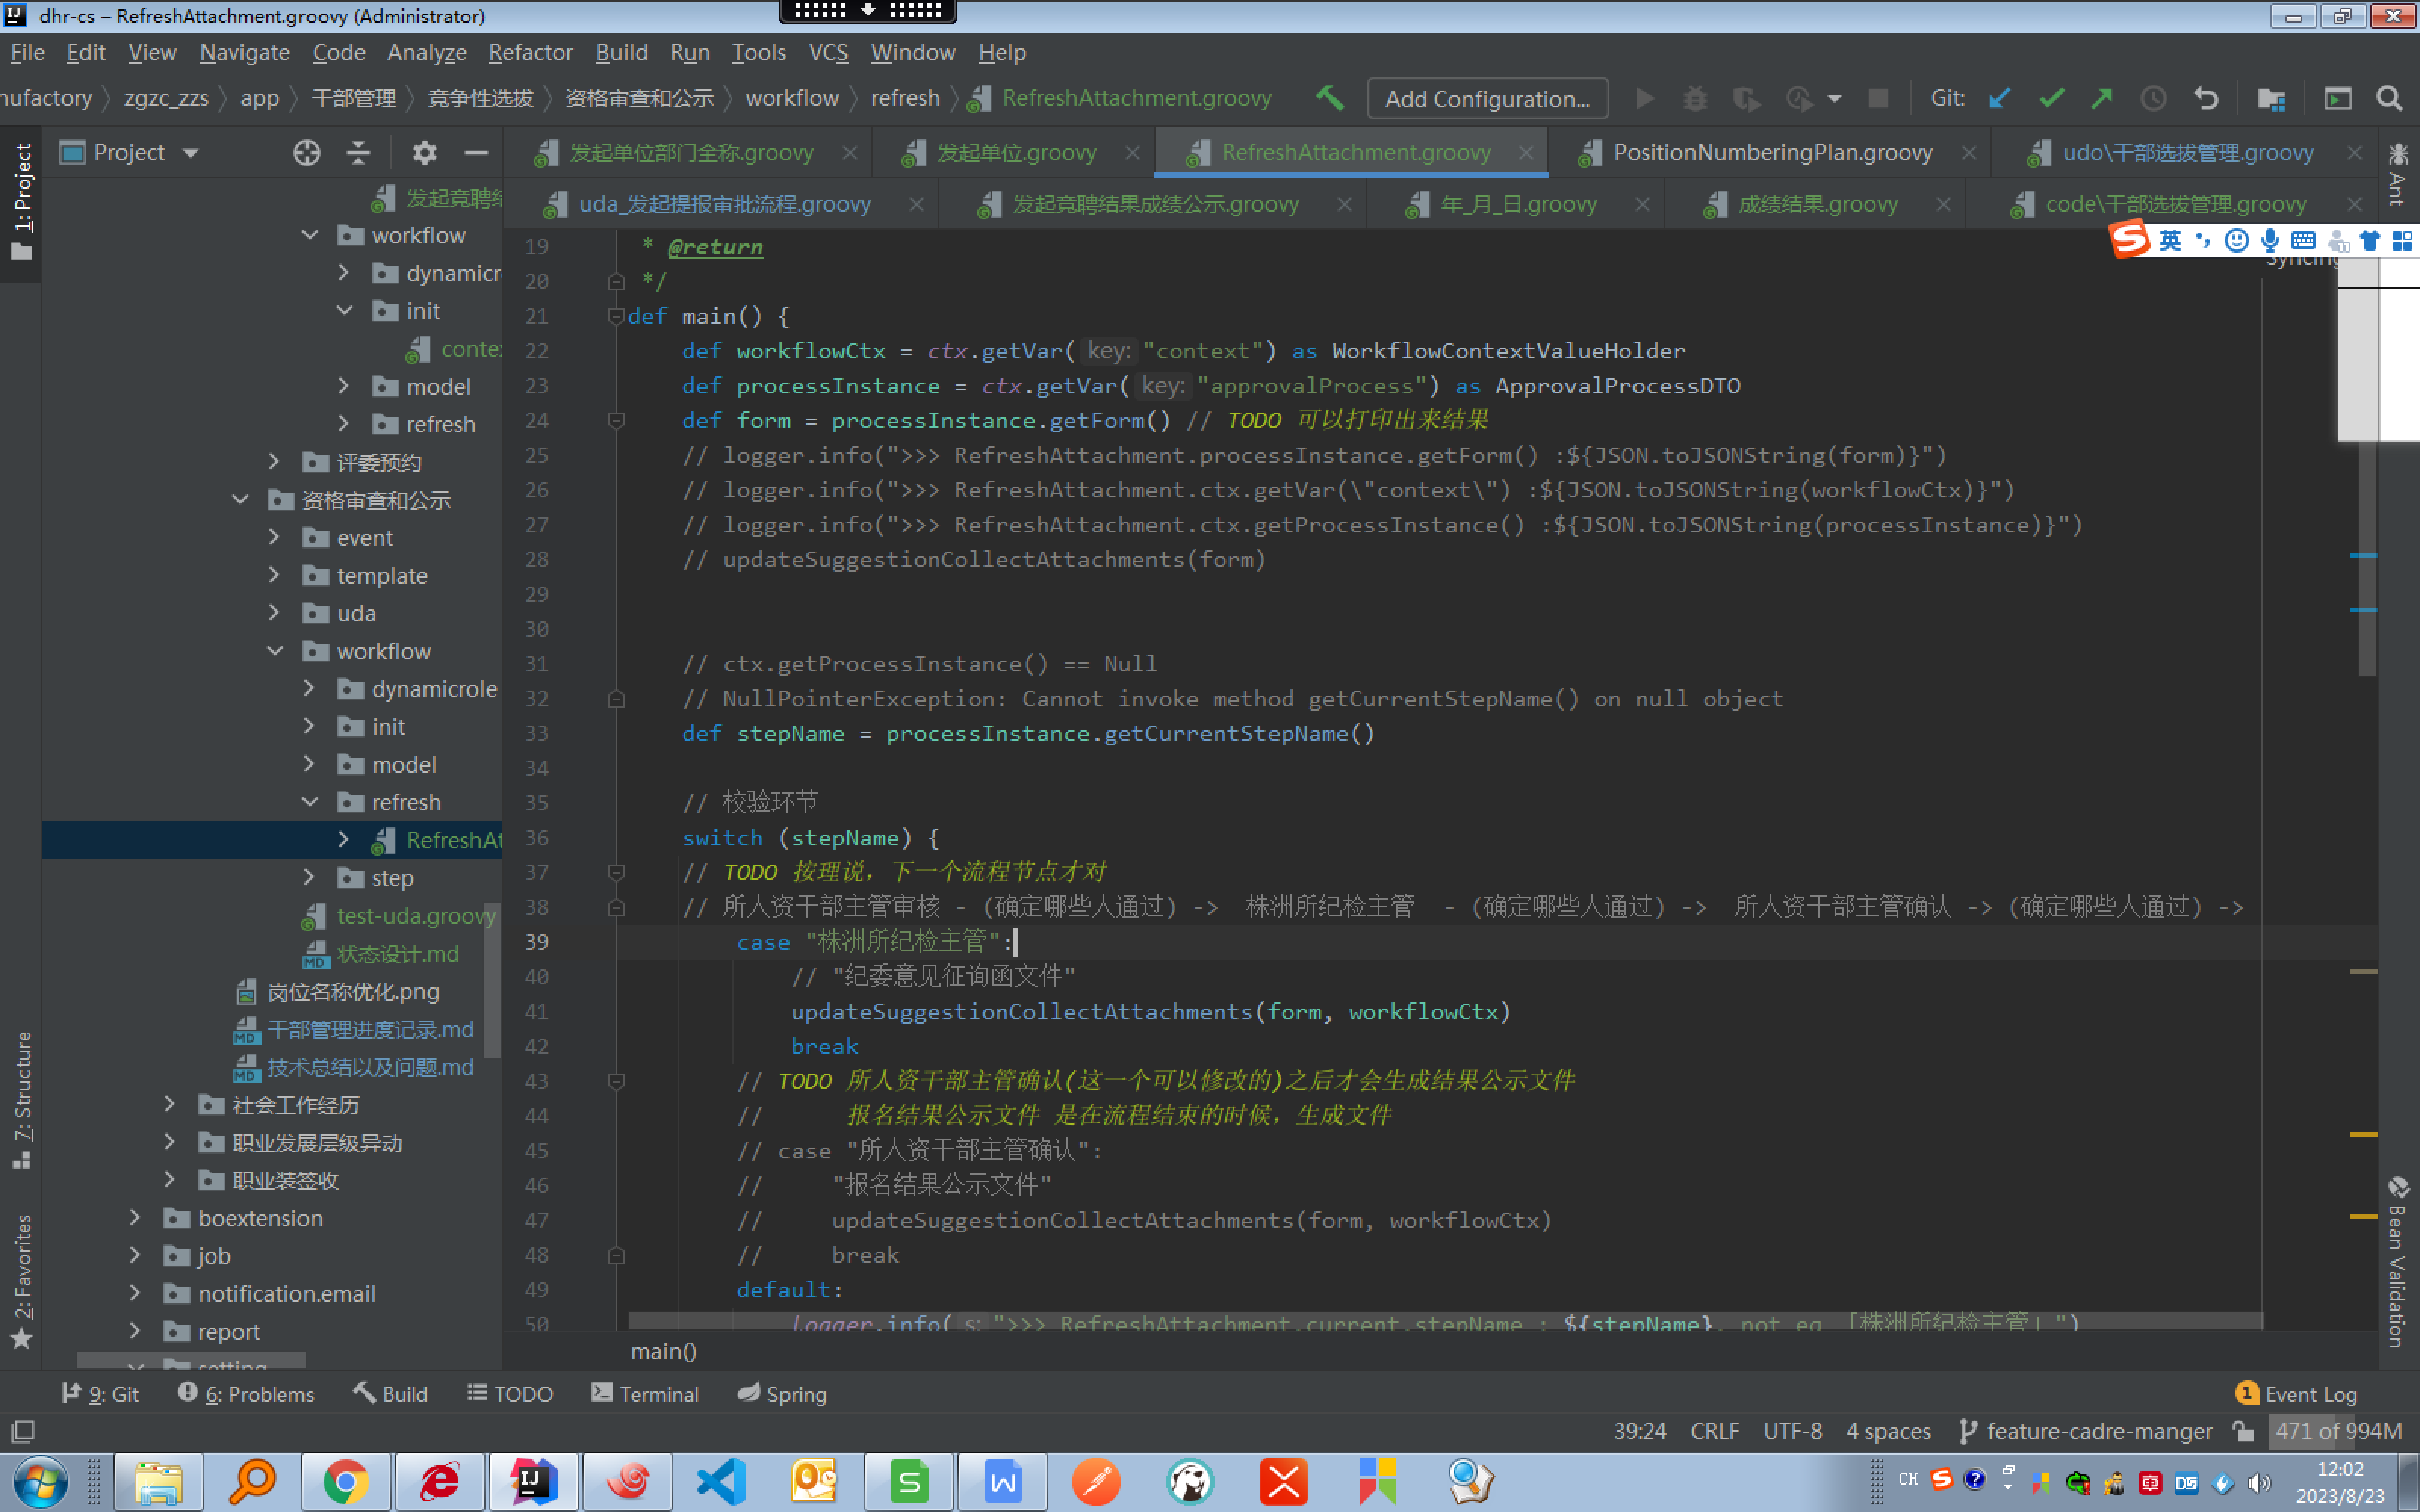 dhr-cs – RefreshAttachment.groovy (Administrator)
File Edit View Navigate Code Analyze Refactor Build Run Tools VCS Window Help
nufactory 〉 zgzc_zzs 〉 app 〉 干部管理 〉 竞争性选拔 〉 资格审查和公示 〉 workflow 〉 refresh 〉 RefreshAttachment.groovy Add Configuration... Git:
Project 发起单位部门全称.groovy 发起单位.groovy RefreshAttachment.groovy PositionNumberingPlan.groovy udo\干部选拔管理.groovy
uda_发起提报审批流程.groovy 发起竞聘结果成绩公示.groovy 年_月_日.groovy 成绩结果.groovy code\干部选拔管理.groovy
英
1: Project
7: Structure
2: Favorites
Ant
Bean Validation
发起竞聘结
workflow
dynamicr
init
conte
model
refresh
评委预约
资格审查和公示
event
template
uda
workflow
dynamicrole
init
model
refresh
RefreshAt
step
test-uda.groovy
状态设计.md
岗位名称优化.png
干部管理进度记录.md
技术总结以及问题.md
社会工作经历
职业发展层级异动
职业装签收
boextension
job
notification.email
report
setting
19 * @return
20 */
21 def main() {
22 def workflowCtx = ctx.getVar( key: "context") as WorkflowContextValueHolder
23 def processInstance = ctx.getVar( key: "approvalProcess") as ApprovalProcessDTO
24 def form = processInstance.getForm() // TODO 可以打印出来结果
25 // logger.info(">>> RefreshAttachment.processInstance.getForm() :${JSON.toJSONString(form)}")
26 // logger.info(">>> RefreshAttachment.ctx.getVar(\"context\") :${JSON.toJSONString(workflowCtx)}")
27 // logger.info(">>> RefreshAttachment.ctx.getProcessInstance() :${JSON.toJSONString(processInstance)}")
28 // updateSuggestionCollectAttachments(form)
29
30
31 // ctx.getProcessInstance() == Null
32 // NullPointerException: Cannot invoke method getCurrentStepName() on null object
33 def stepName = processInstance.getCurrentStepName()
34
35 // 校验环节
36 switch (stepName) {
37 // TODO 按理说，下一个流程节点才对
38 // 所人资干部主管审核 - (确定哪些人通过) -> 株洲所纪检主管 - (确定哪些人通过) -> 所人资干部主管确认 -> (确定哪些人通过) ->
39 case "株洲所纪检主管":
40 // "纪委意见征询函文件"
41 updateSuggestionCollectAttachments(form, workflowCtx)
42 break
43 // TODO 所人资干部主管确认(这一个可以修改的)之后才会生成结果公示文件
44 // 报名结果公示文件 是在流程结束的时候，生成文件
45 // case "所人资干部主管确认":
46 // "报名结果公示文件"
47 // updateSuggestionCollectAttachments(form, workflowCtx)
48 // break
49 default:
50 logger.info( s: ">>> RefreshAttachment.current.stepName : ${stepName}, not eq 「株洲所纪检主管」")
main()
9: Git 6: Problems Build TODO Terminal Spring 1 Event Log
39:24 CRLF UTF-8 4 spaces feature-cadre-manger 471 of 994M
CH 12:02
2023/8/23